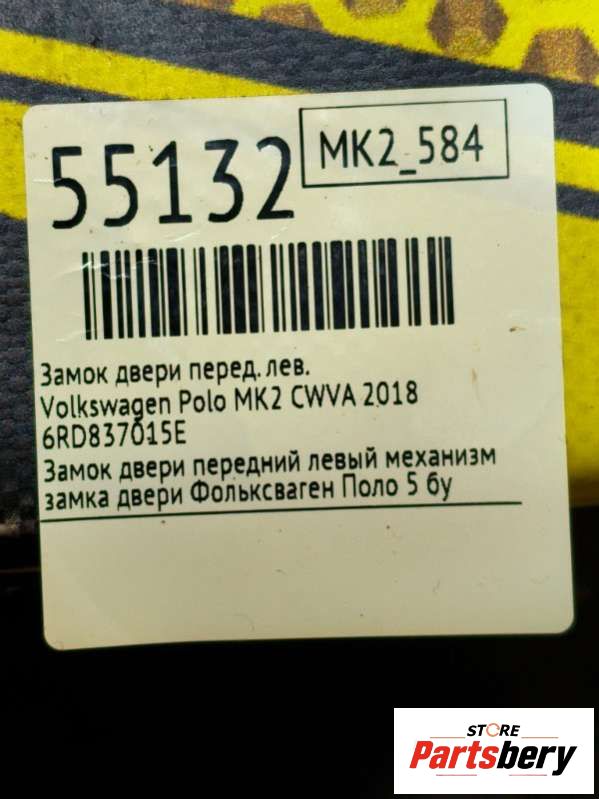 55132
MK2_584
Замок двери перед. лев.
Volkswagen Polo MK2 CWVA 2018
6RD837015E
Замок двери передний левый механизм
замка двери Фольксваген Поло 5 бу
STORE
Partsbery